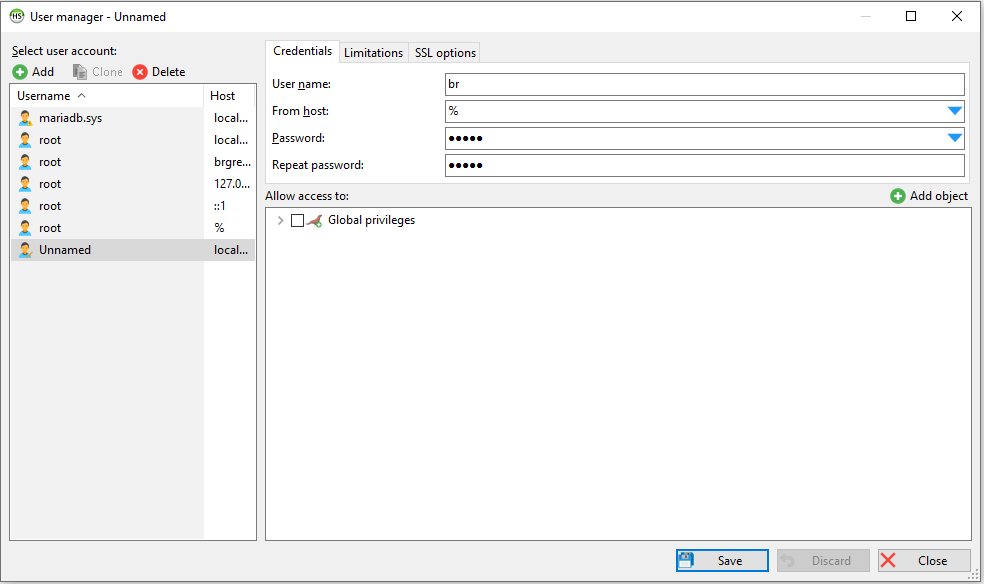 HS User manager - Unnamed
Select user account:
Add Clone Delete
Username Host
mariadb.sys local...
root local...
root brgre...
root 127.0...
root ::1
root %
Unnamed local...
Credentials Limitations SSL options
User name: br
From host: %
Password: ●●●●●
Repeat password: ●●●●●
Allow access to: Add object
Global privileges
Save Discard Close